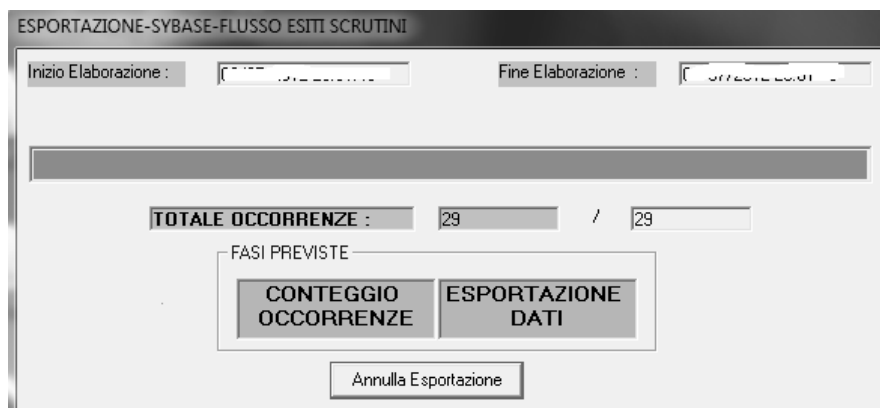 ESPORTAZIONE-SYBASE-FLUSSO ESITI SCRUTINI
Inizio Elaborazione : Fine Elaborazione :
TOTALE OCCORRENZE : 29 / 29
FASI PREVISTE
CONTEGGIO ESPORTAZIONE
OCCORRENZE DATI
Annulla Esportazione